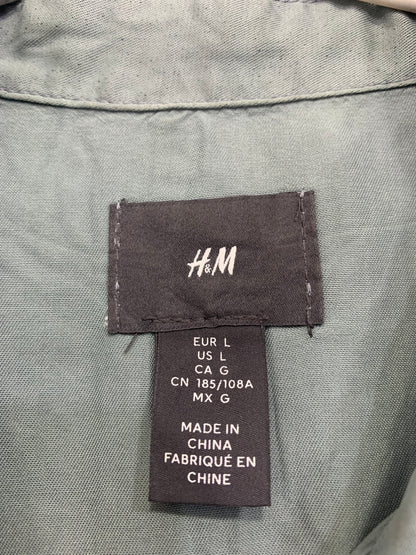 H&M
EUR L
US L
CA G
CN 185/108A
MX G
MADE IN
CHINA
FABRIQUÉ EN
CHINE